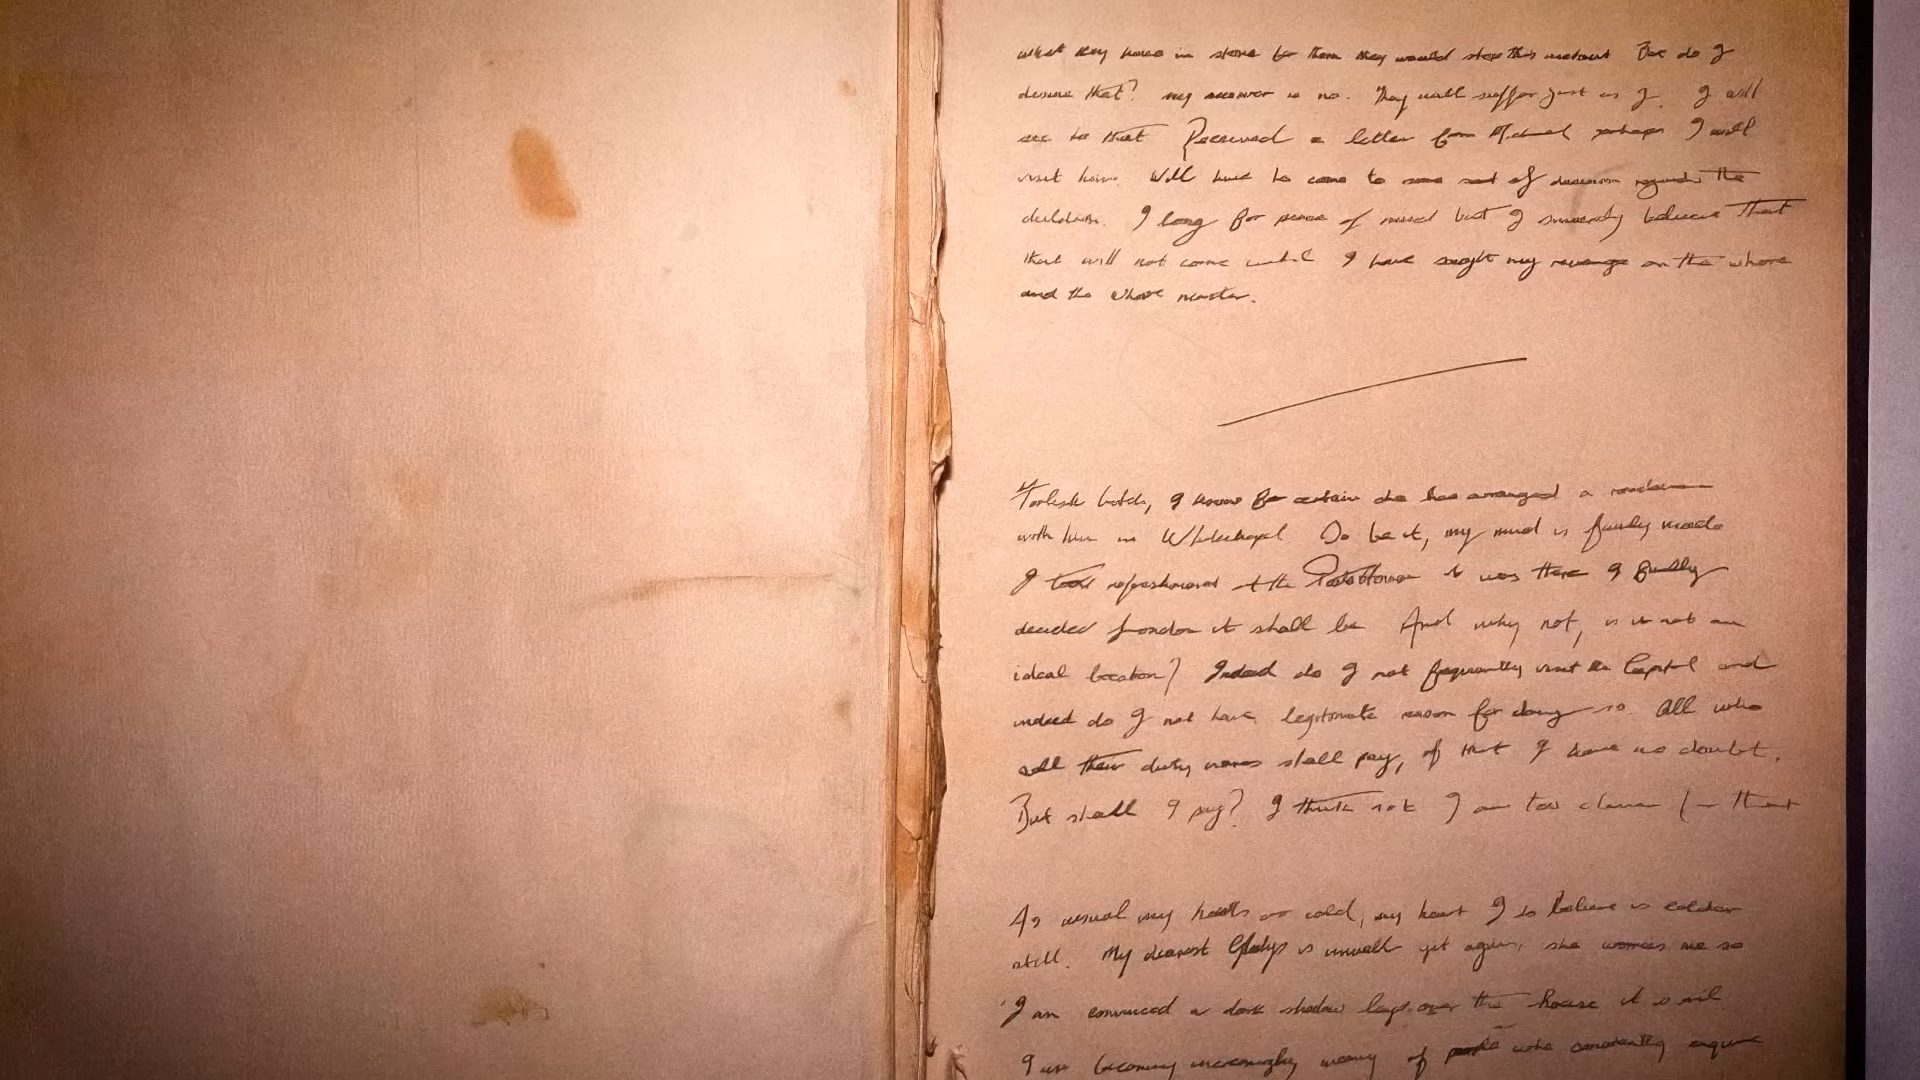 what they have in store for them they would stop this instant. But do I
desire that? my answer is no. They will suffer just as I. I will
see to that. Received a letter from Michael perhaps I will
visit him. Will have to come to some sort of decision regards the
children. I long for peace of mind but I sincerely believe that
that will not come until I have sought my revenge on the whore
and the whore master.
Foolish bitch, I know for certain she has arranged a rondaveau
with him in Whitechapel. So be it, my mind is firmly made
I took refreshment at the Poste House it was there I finally
decided London it shall be. And why not, is it not an
ideal location? Indeed do I not frequently visit the Capitol and
indeed do I not have legitimate reason for doing so. All who
sell their dirty wares shall pay, of that I have no doubt.
But shall I pay? I think not I am too clever for that
As usual my hands are cold, my heart I do believe is colder
still. My dearest Gladys is unwell yet again, she worries me so
I am convinced a dark shadow lays over the house it is evil.
I am becoming increasingly weary of people who constantly enquire